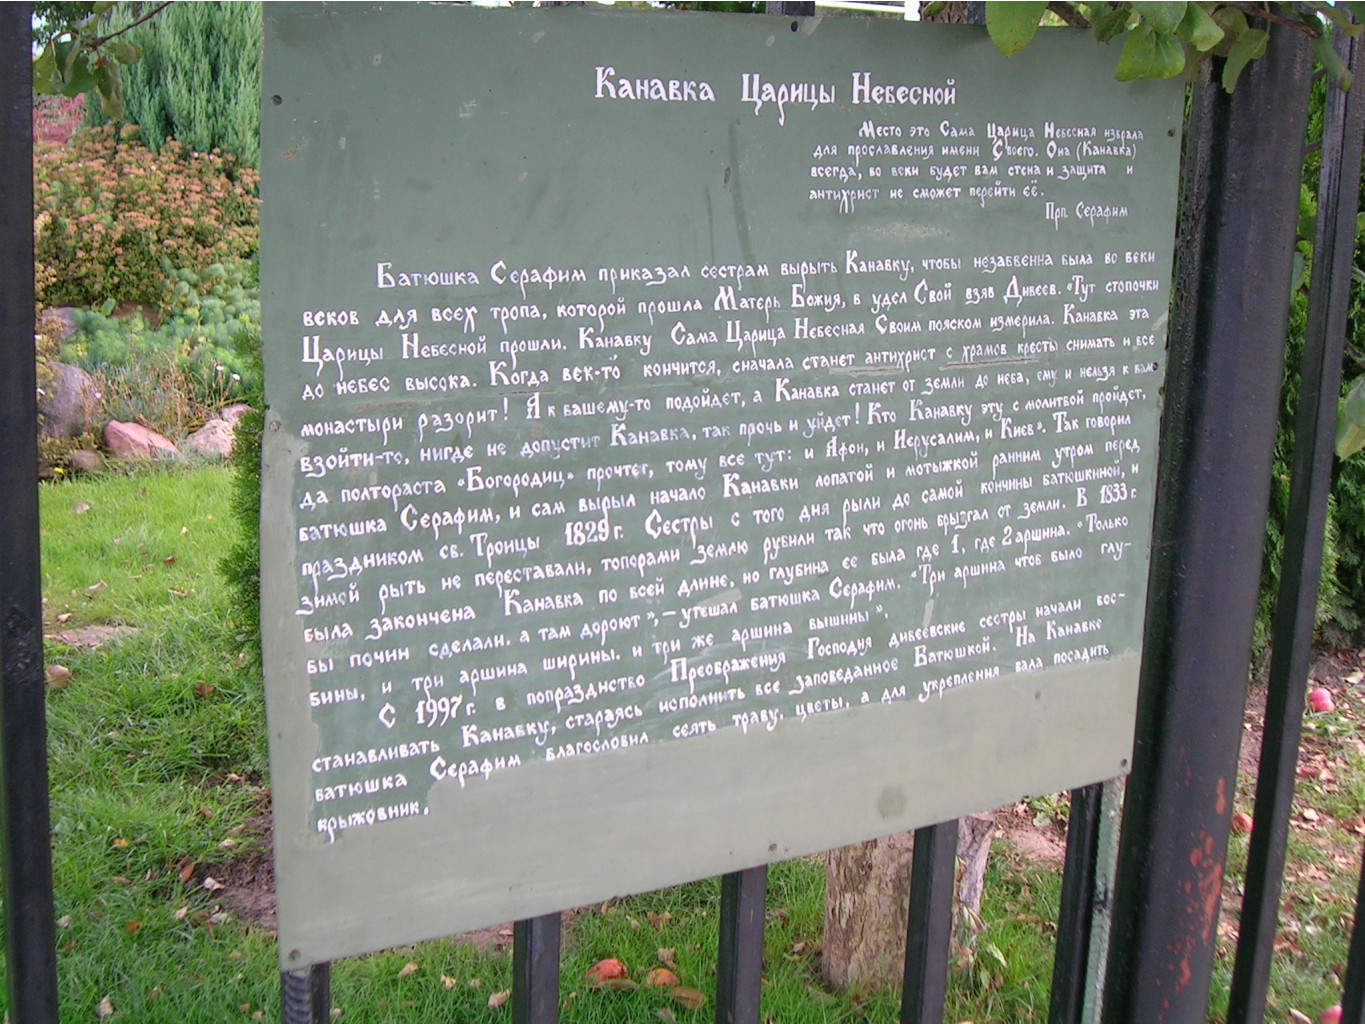 Канавка Царицы Небесной
Место это Сама Царица Небесная избрала
для прославления имени Своего. Она (Канавка)
всегда, во веки будет вам стена и защита и
антихрист не сможет перейти её.
Прп. Серафим
Батюшка Серафим приказал сестрам вырыть Канавку, чтобы незабвенна была во веки
веков для всех тропа, которой прошла Матерь Божия, в удел Свой взяв Дивеев. «Тут стопочки
Царицы Небесной прошли. Канавку Сама Царица Небесная Своим пояском измерила. Канавка эта
до небес высока. Когда век-то кончится, сначала станет антихрист с храмов кресты снимать и все
монастыри разорит! А к вашему-то подойдет, а Канавка станет от земли до неба, ему и нельзя к вам
взойти-то, нигде не допустит Канавка, так прочь и уйдет! Кто Канавку эту с молитвой пройдет,
да полтораста «Богородиц» прочтет, тому все тут: и Афон, и Иерусалим, и Киев». Так говорил
батюшка Серафим, и сам вырыл начало Канавки лопатой и мотыжкой ранним утром перед
праздником св. Троицы 1829 г. Сестры с того дня рыли до самой кончины батюшкиной, и
зимой рыть не переставали, топорами землю рубили так что огонь брызгал от земли. В 1833 г.
была закончена Канавка по всей длине, но глубина ее была где 1, где 2 аршина. «Только
бы почин сделали, а там дороют», – утешал батюшка Серафим. «Три аршина чтоб было глу-
бины, и три аршина ширины, и три же аршина вышины».
С 1997 г. в попразднство Преображения Господня дивеевские сестры начали вос-
станавливать Канавку, стараясь исполнить все заповеданное Батюшкой. На Канавке
батюшка Серафим благословил сеять траву, цветы, а для укрепления вала посадить
крыжовник.